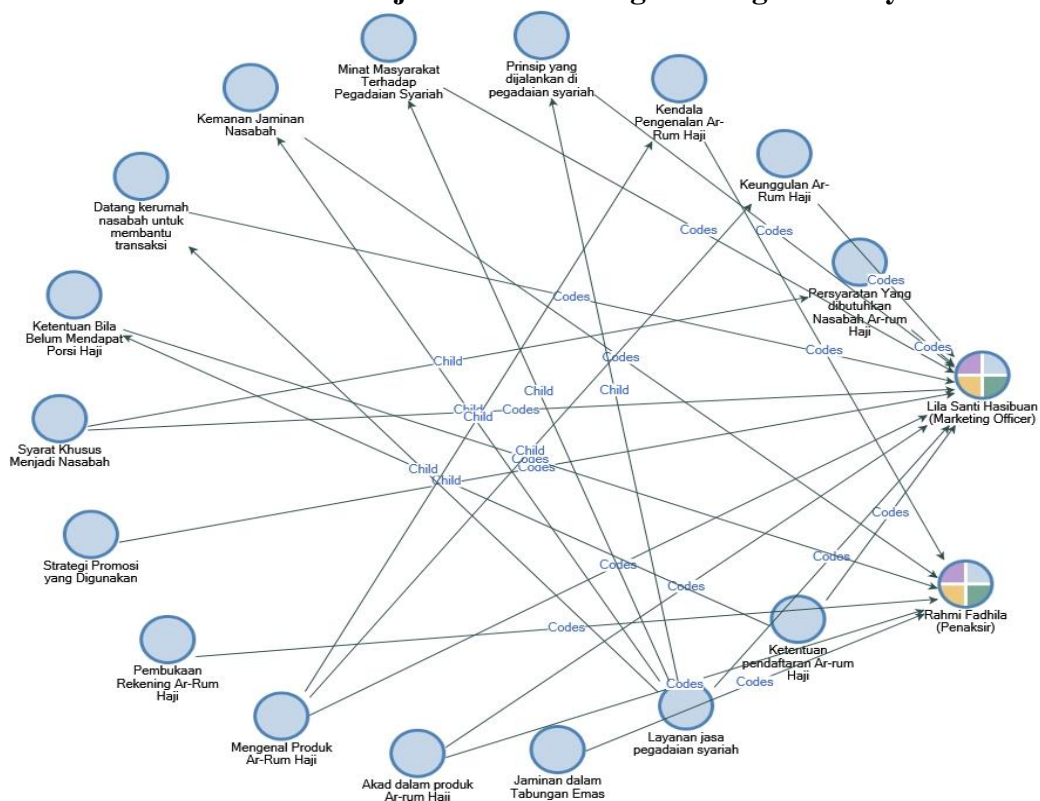 Minat Masyarakat
Terhadap
Pegadaian Syariah
Prinsip yang
dijalankan di
pegadaian syariah
Kendala
Pengenalan Ar-
Rum Haji
Kemanan Jaminan
Nasabah
Keunggulan Ar-
Rum Haji
Datang kerumah
nasabah untuk
membantu
transaksi
Codes
Codes
Codes
Persyaratan Yang
dibutuhkan
Nasabah Ar-rum
Haji
Ketentuan Bila
Belum Mendapat
Porsi Haji
Codes
Codes
Codes
Codes
Child
Child
Child
Lila Santi Hasibuan
(Marketing Officer)
Syarat Khusus
Menjadi Nasabah
Child
Child
Codes
Child
Codes
Codes
Child
Child
Codes
Strategi Promosi
yang Digunakan
Codes
Codes
Codes
Rahmi Fadhila
(Penaksir)
Codes
Pembukaan
Rekening Ar-Rum
Haji
Ketentuan
pendaftaran Ar-rum
Haji
Codes
Codes
Mengenal Produk
Ar-Rum Haji
Layanan jasa
pegadaian syariah
Akad dalam produk
Ar-rum Haji
Jaminan dalam
Tabungan Emas